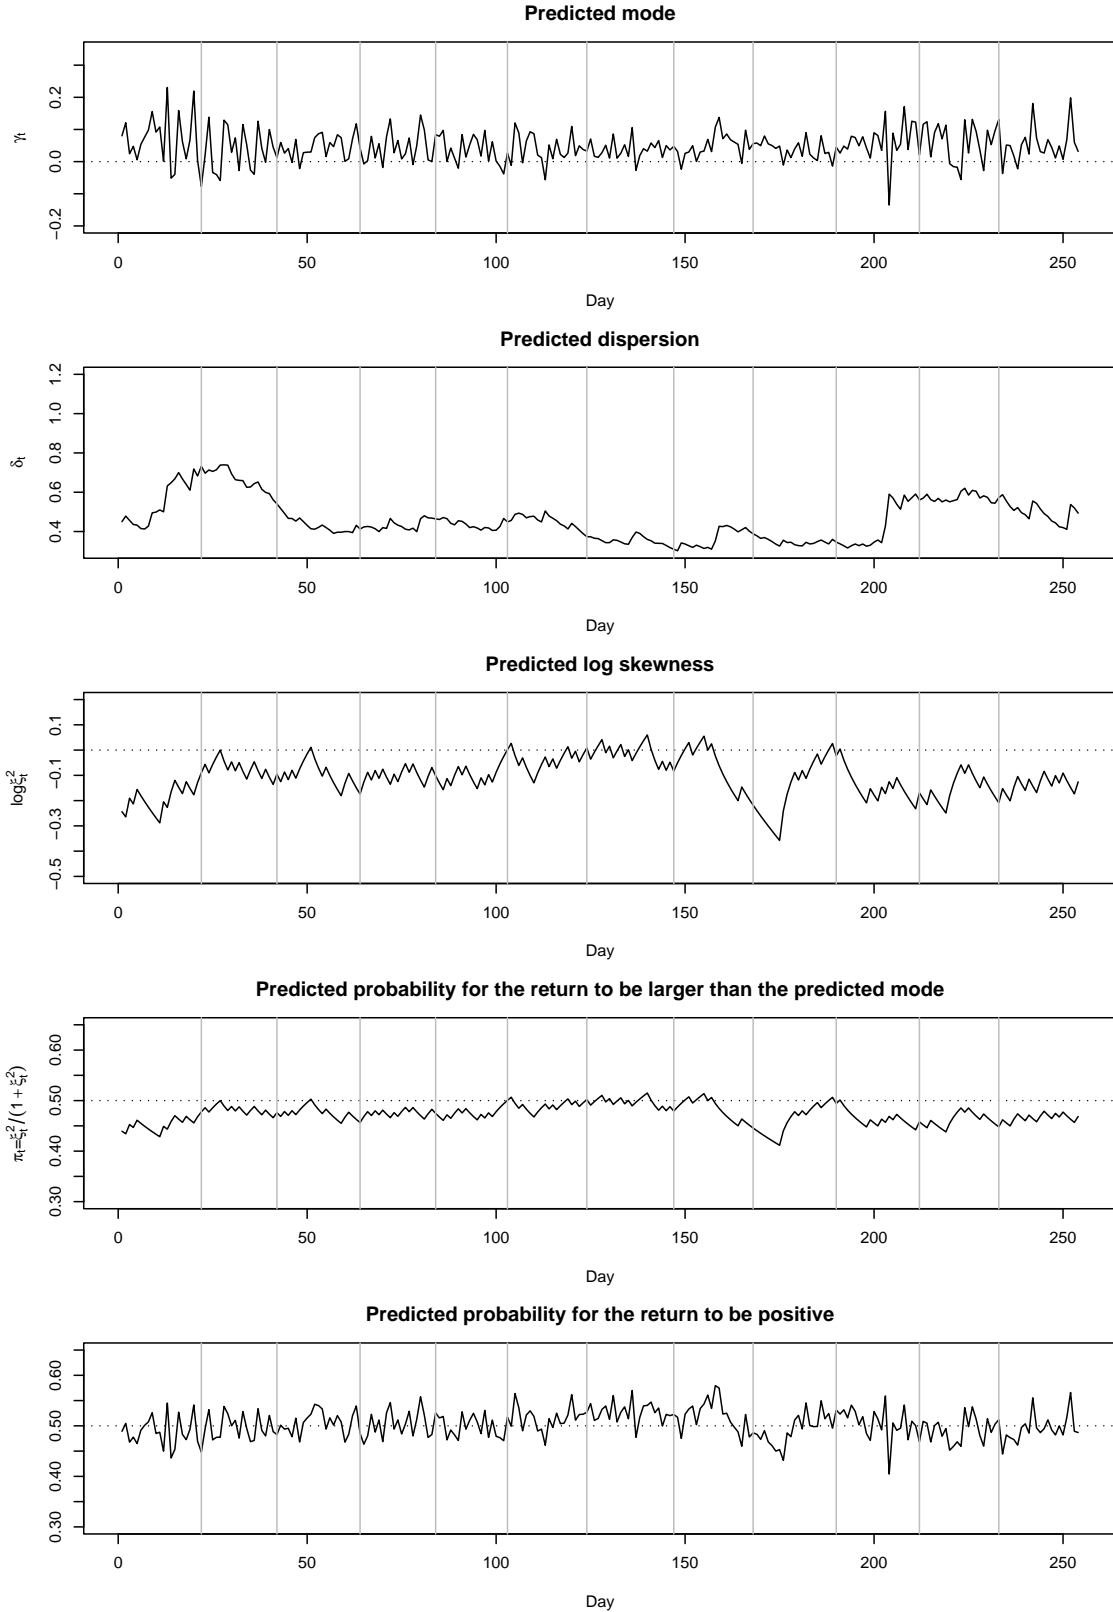 Predicted mode
γt
0.2
0.0
−0.2
0 50 100 150 200 250
Day
Predicted dispersion
δt
1.2
1.0
0.8
0.6
0.4
0 50 100 150 200 250
Day
Predicted log skewness
logξt2
0.1
−0.1
−0.3
−0.5
0 50 100 150 200 250
Day
Predicted probability for the return to be larger than the predicted mode
πt=ξt2/(1+ξt2)
0.60
0.50
0.40
0.30
0 50 100 150 200 250
Day
Predicted probability for the return to be positive
0.60
0.50
0.40
0.30
0 50 100 150 200 250
Day